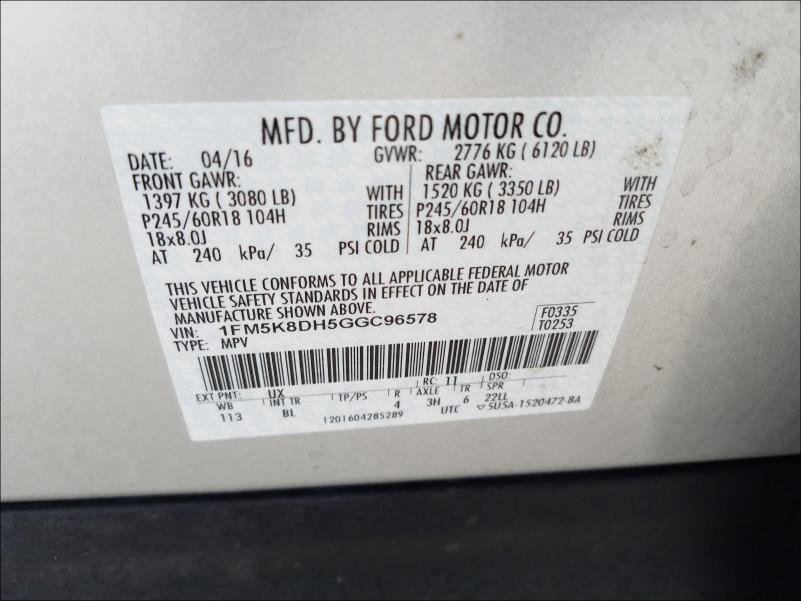 MFD. BY FORD MOTOR CO.
DATE: 04/16 GVWR: 2776 KG ( 6120 LB)
FRONT GAWR:
1397 KG ( 3080 LB) WITH
P245/60R18 104H TIRES
18x8.0J RIMS
AT 240 kPa/ 35 PSI COLD
REAR GAWR:
1520 KG ( 3350 LB) WITH
P245/60R18 104H TIRES
18x8.0J RIMS
AT 240 kPa/ 35 PSI COLD
THIS VEHICLE CONFORMS TO ALL APPLICABLE FEDERAL MOTOR
VEHICLE SAFETY STANDARDS IN EFFECT ON THE DATE OF
MANUFACTURE SHOWN ABOVE.
VIN: 1FM5K8DH5GGC96578
TYPE: MPV
F0335
T0253
EXT PNT: UX RC: 11 DSO:
WB INT TR TP/PS R AXLE TR SPR
113 BL 4 3H 6 22LL
1201604285289 UTC ▽5U5A-1520472-BA